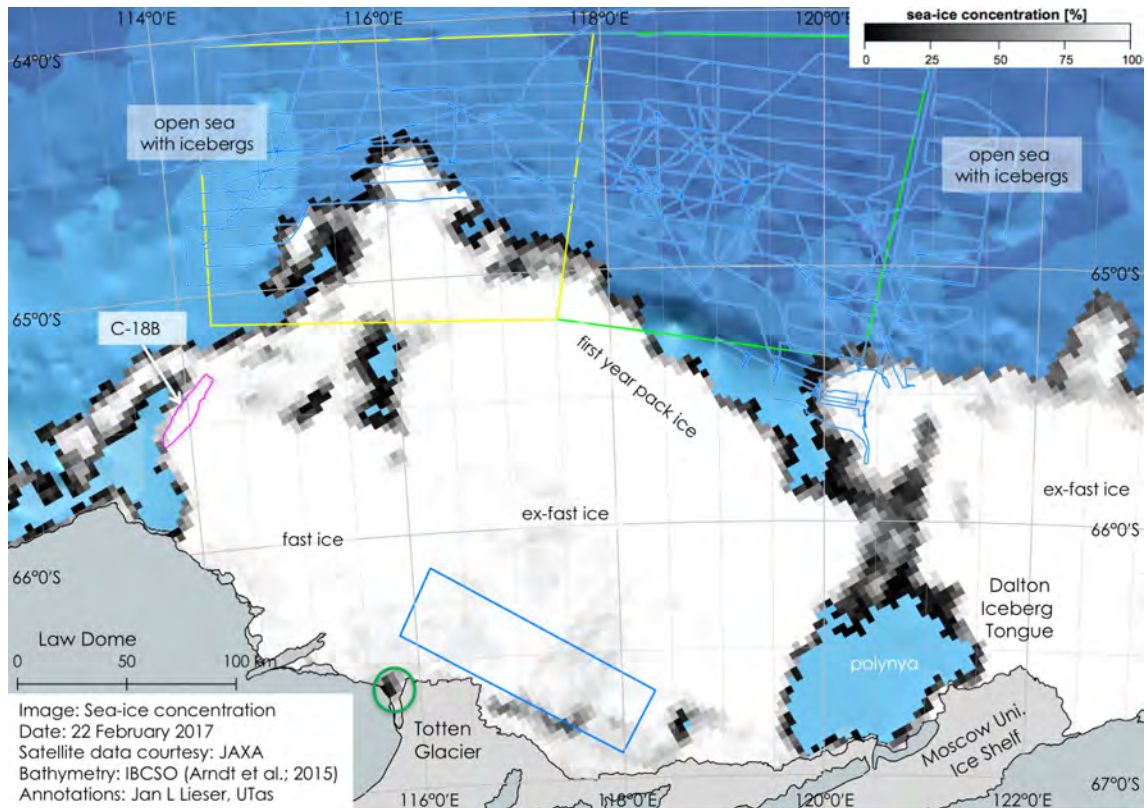 114°0'E
116°0'E
118°0'E
120°0'E
sea-ice concentration [%]
0 25 50 75 100
64°0'S
open sea
with icebergs
open sea
with icebergs
65°0'S
65°0'S
C-18B
first year pack ice
ex-fast ice
ex-fast ice
fast ice
66°0'S
66°0'S
Dalton
Iceberg
Tongue
Law Dome
polynya
0 50 100 km
Totten
Glacier
Moscow Uni.
Ice Shelf
Image: Sea-ice concentration
Date: 22 February 2017
Satellite data courtesy: JAXA
Bathymetry: IBCSO (Arndt et al.; 2015)
Annotations: Jan L Lieser, UTas
67°0'S
116°0'E
118°0'E
120°0'E
122°0'E